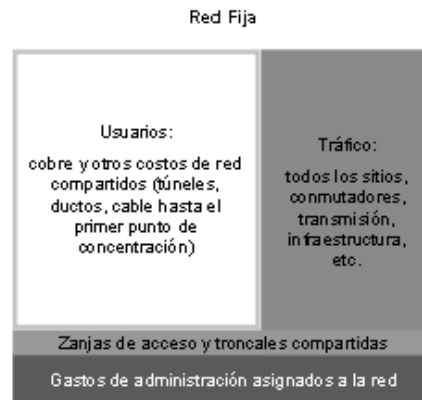 Red Fija
Usuarios:
cobre y otros costos de red
compartidos (túneles,
ductos, cable hasta el
primer punto de
concentración)
Tráfico:
todos los sitios,
conmutadores,
transmisión,
infraestructura,
etc.
Zanjas de acceso y troncales compartidas
Gastos de administración asignados a la red